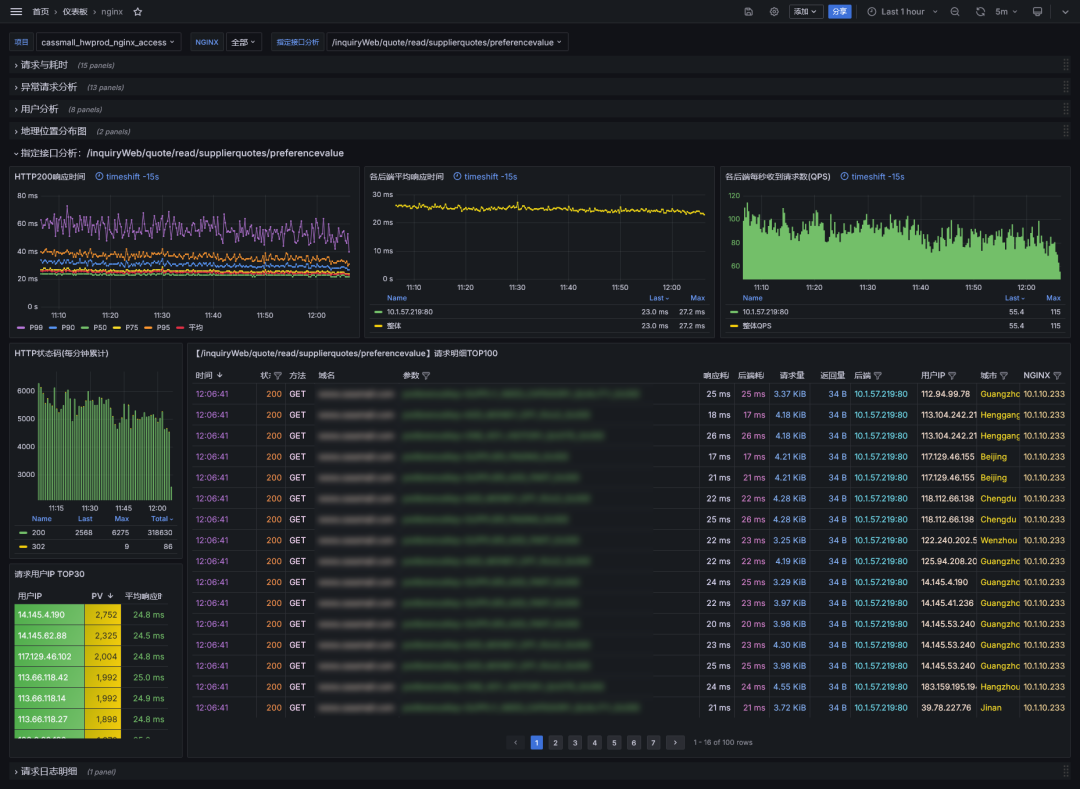 首页 › 仪表板 › nginx
添加 分享 Last 1 hour 5m
项目 cassmall_hwprod_nginx_access NGINX 全部 指定接口分析 /inquiryWeb/quote/read/supplierquotes/preferencevalue
请求与耗时 (15 panels)
异常请求分析 (13 panels)
用户分析 (8 panels)
地理位置分布图 (2 panels)
指定接口分析: /inquiryWeb/quote/read/supplierquotes/preferencevalue
HTTP200响应时间 timeshift -15s
80 ms
60 ms
40 ms
20 ms
0 s
11:10 11:20 11:30 11:40 11:50 12:00
P99 P90 P50 P75 P95 平均
各后端平均响应时间 timeshift -15s
30 ms
20 ms
10 ms
0 s
11:10 11:20 11:30 11:40 11:50 12:00
Name Last Max
10.1.57.219:80 23.0 ms 27.2 ms
整体 23.0 ms 27.2 ms
各后端每秒收到请求数(QPS) timeshift -15s
120
100
80
60
11:10 11:20 11:30 11:40 11:50 12:00
Name Last Max
10.1.57.219:80 55.4 115
整体QPS 55.4 115
HTTP状态码(每分钟累计)
6000
5000
4000
3000
11:15 11:30 11:45 12:00
Name Last Max Total
200 2568 6275 318630
302 9 86
请求用户IP TOP30
用户IP PV 平均响应时
14.145.4.190 2,752 24.8 ms
14.145.62.88 2,325 24.5 ms
117.129.46.102 2,004 24.8 ms
113.66.118.42 1,992 25.0 ms
113.66.118.14 1,992 24.9 ms
113.66.118.27 1,898 24.8 ms
【/inquiryWeb/quote/read/supplierquotes/preferencevalue】请求明细TOP100
时间 状 方法 域名 参数 响应耗 后端耗 请求量 返回量 后端 用户IP 城市 NGINX
12:06:41 200 GET 25 ms 25 ms 3.37 KiB 34 B 10.1.57.219:80 112.94.99.78 Guangzho 10.1.10.233
12:06:41 200 GET 18 ms 17 ms 4.18 KiB 34 B 10.1.57.219:80 113.104.242.21 Henggang 10.1.10.233
12:06:41 200 GET 26 ms 26 ms 4.18 KiB 34 B 10.1.57.219:80 113.104.242.21 Henggang 10.1.10.233
12:06:41 200 GET 17 ms 17 ms 4.21 KiB 34 B 10.1.57.219:80 117.129.46.155 Beijing 10.1.10.233
12:06:41 200 GET 21 ms 21 ms 4.21 KiB 34 B 10.1.57.219:80 117.129.46.155 Beijing 10.1.10.233
12:06:41 200 GET 22 ms 22 ms 4.28 KiB 34 B 10.1.57.219:80 118.112.66.138 Chengdu 10.1.10.233
12:06:41 200 GET 25 ms 26 ms 4.28 KiB 34 B 10.1.57.219:80 118.112.66.138 Chengdu 10.1.10.233
12:06:41 200 GET 22 ms 23 ms 3.25 KiB 34 B 10.1.57.219:80 122.240.202.5 Wenzhou 10.1.10.233
12:06:41 200 GET 22 ms 22 ms 4.19 KiB 34 B 10.1.57.219:80 125.94.208.20 Guangzho 10.1.10.233
12:06:41 200 GET 24 ms 25 ms 3.29 KiB 34 B 10.1.57.219:80 14.145.4.190 Guangzho 10.1.10.233
12:06:41 200 GET 22 ms 23 ms 3.97 KiB 34 B 10.1.57.219:80 14.145.41.236 Guangzho 10.1.10.233
12:06:41 200 GET 20 ms 20 ms 3.98 KiB 34 B 10.1.57.219:80 14.145.53.240 Guangzho 10.1.10.233
12:06:41 200 GET 23 ms 23 ms 4.30 KiB 34 B 10.1.57.219:80 14.145.53.240 Guangzho 10.1.10.233
12:06:41 200 GET 25 ms 25 ms 3.98 KiB 34 B 10.1.57.219:80 14.145.53.240 Guangzho 10.1.10.233
12:06:41 200 GET 24 ms 24 ms 4.55 KiB 34 B 10.1.57.219:80 183.159.195.19 Hangzhou 10.1.10.233
12:06:41 200 GET 21 ms 21 ms 3.72 KiB 34 B 10.1.57.219:80 39.78.227.76 Jinan 10.1.10.233
‹ 1 2 3 4 5 6 7 › 1 - 16 of 100 rows
请求日志明细 (1 panel)